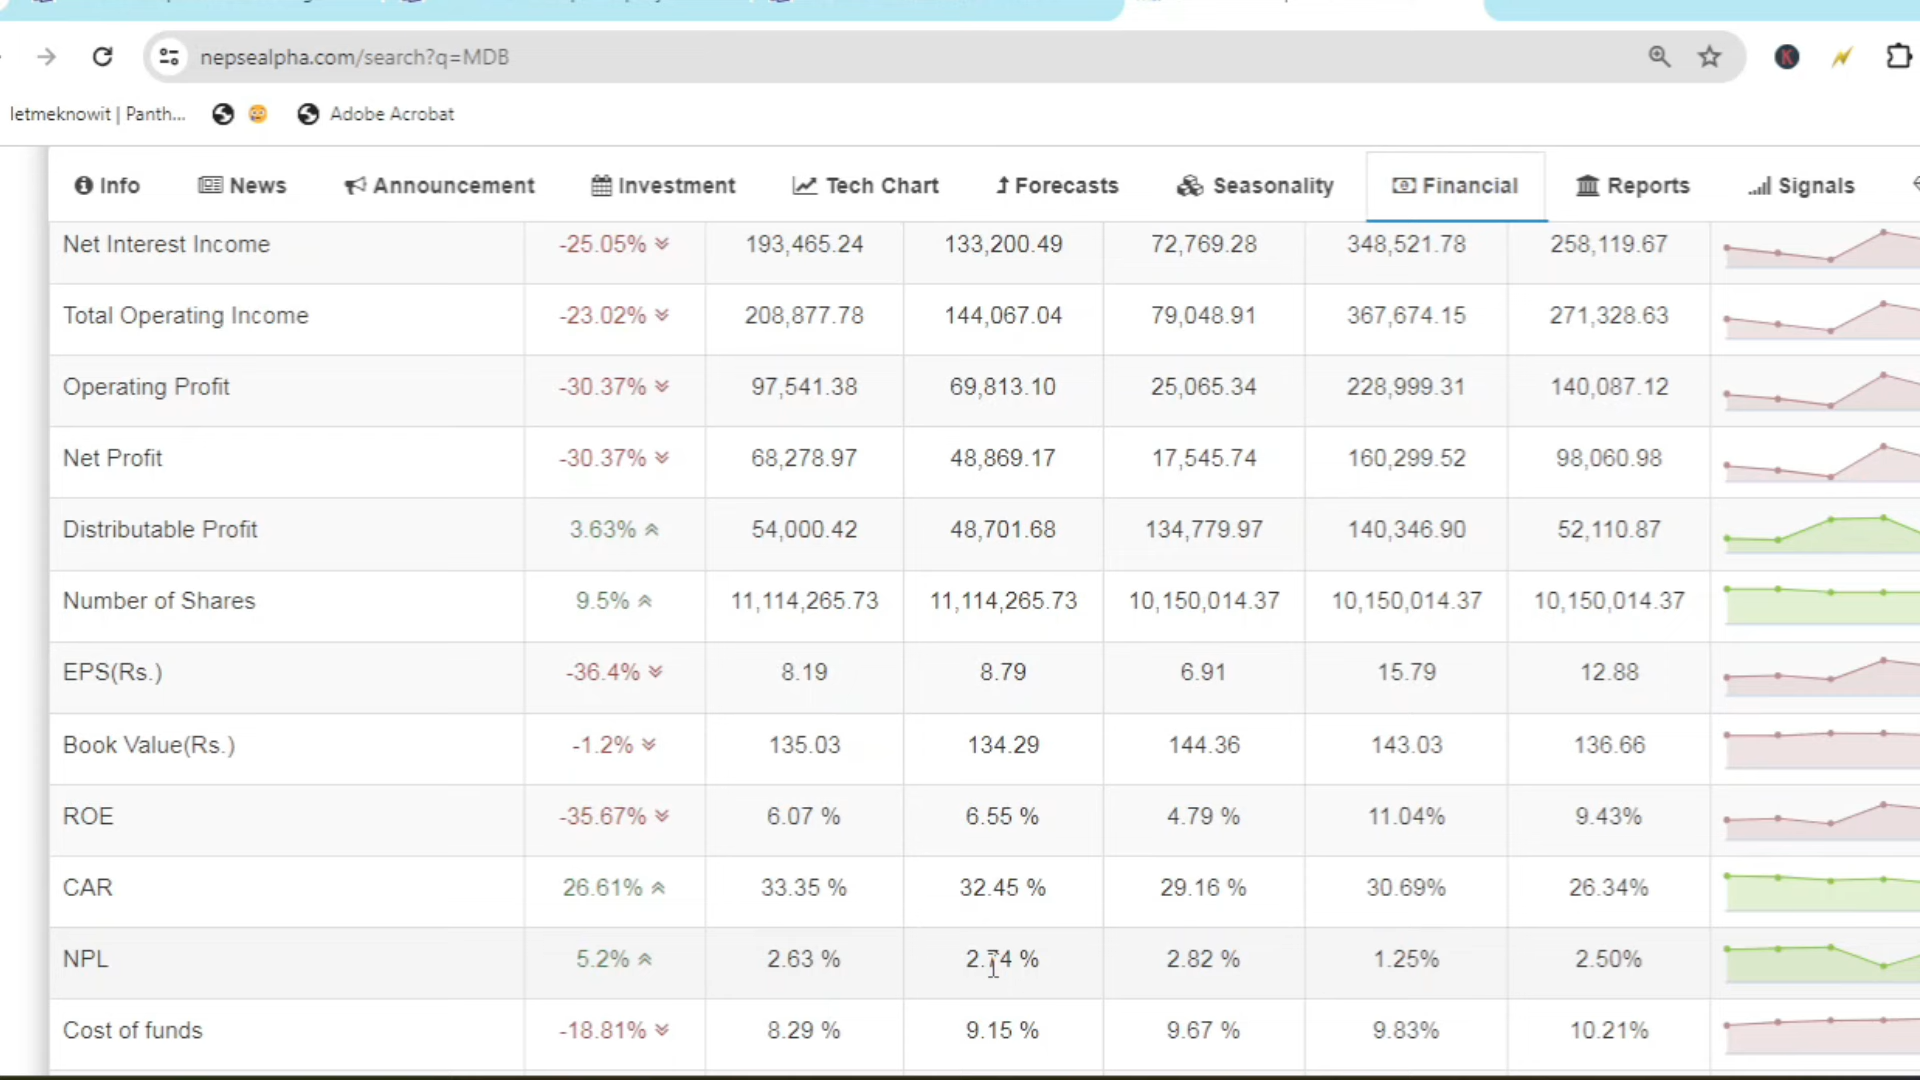 nepsealpha.com/search?q=MDB
letmeknowit | Panth... Adobe Acrobat
Info News Announcement Investment Tech Chart Forecasts Seasonality Financial Reports Signals
Net Interest Income -25.05% 193,465.24 133,200.49 72,769.28 348,521.78 258,119.67
Total Operating Income -23.02% 208,877.78 144,067.04 79,048.91 367,674.15 271,328.63
Operating Profit -30.37% 97,541.38 69,813.10 25,065.34 228,999.31 140,087.12
Net Profit -30.37% 68,278.97 48,869.17 17,545.74 160,299.52 98,060.98
Distributable Profit 3.63% 54,000.42 48,701.68 134,779.97 140,346.90 52,110.87
Number of Shares 9.5% 11,114,265.73 11,114,265.73 10,150,014.37 10,150,014.37 10,150,014.37
EPS(Rs.) -36.4% 8.19 8.79 6.91 15.79 12.88
Book Value(Rs.) -1.2% 135.03 134.29 144.36 143.03 136.66
ROE -35.67% 6.07 % 6.55 % 4.79 % 11.04% 9.43%
CAR 26.61% 33.35 % 32.45 % 29.16 % 30.69% 26.34%
NPL 5.2% 2.63 % 2.74 % 2.82 % 1.25% 2.50%
Cost of funds -18.81% 8.29 % 9.15 % 9.67 % 9.83% 10.21%